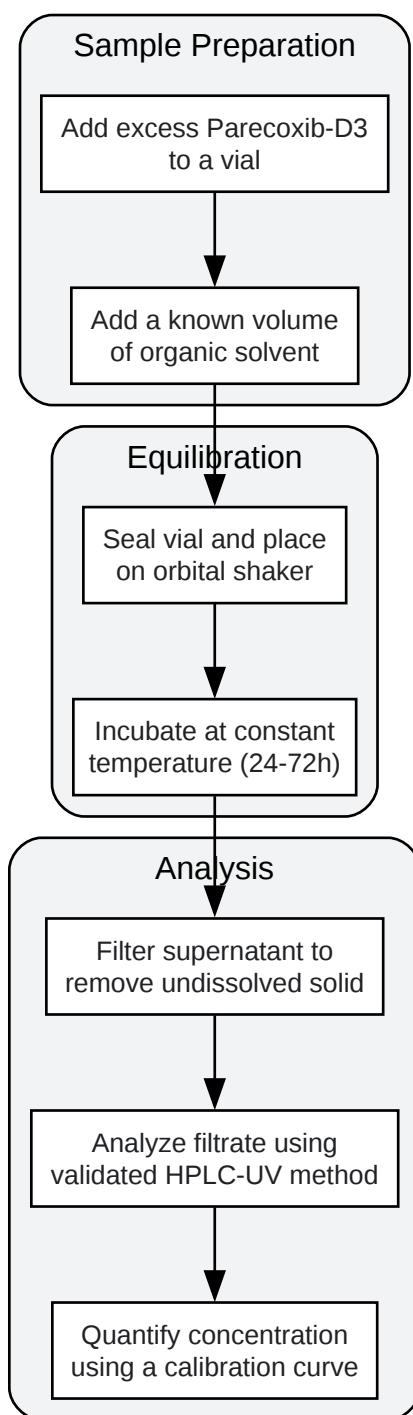 Sample Preparation
Add excess Parecoxib-D3
to a vial
Add a known volume
of organic solvent
Equilibration
Seal vial and place
on orbital shaker
Incubate at constant
temperature (24-72h)
Analysis
Filter supernatant to
remove undissolved solid
Analyze filtrate using
validated HPLC-UV method
Quantify concentration
using a calibration curve